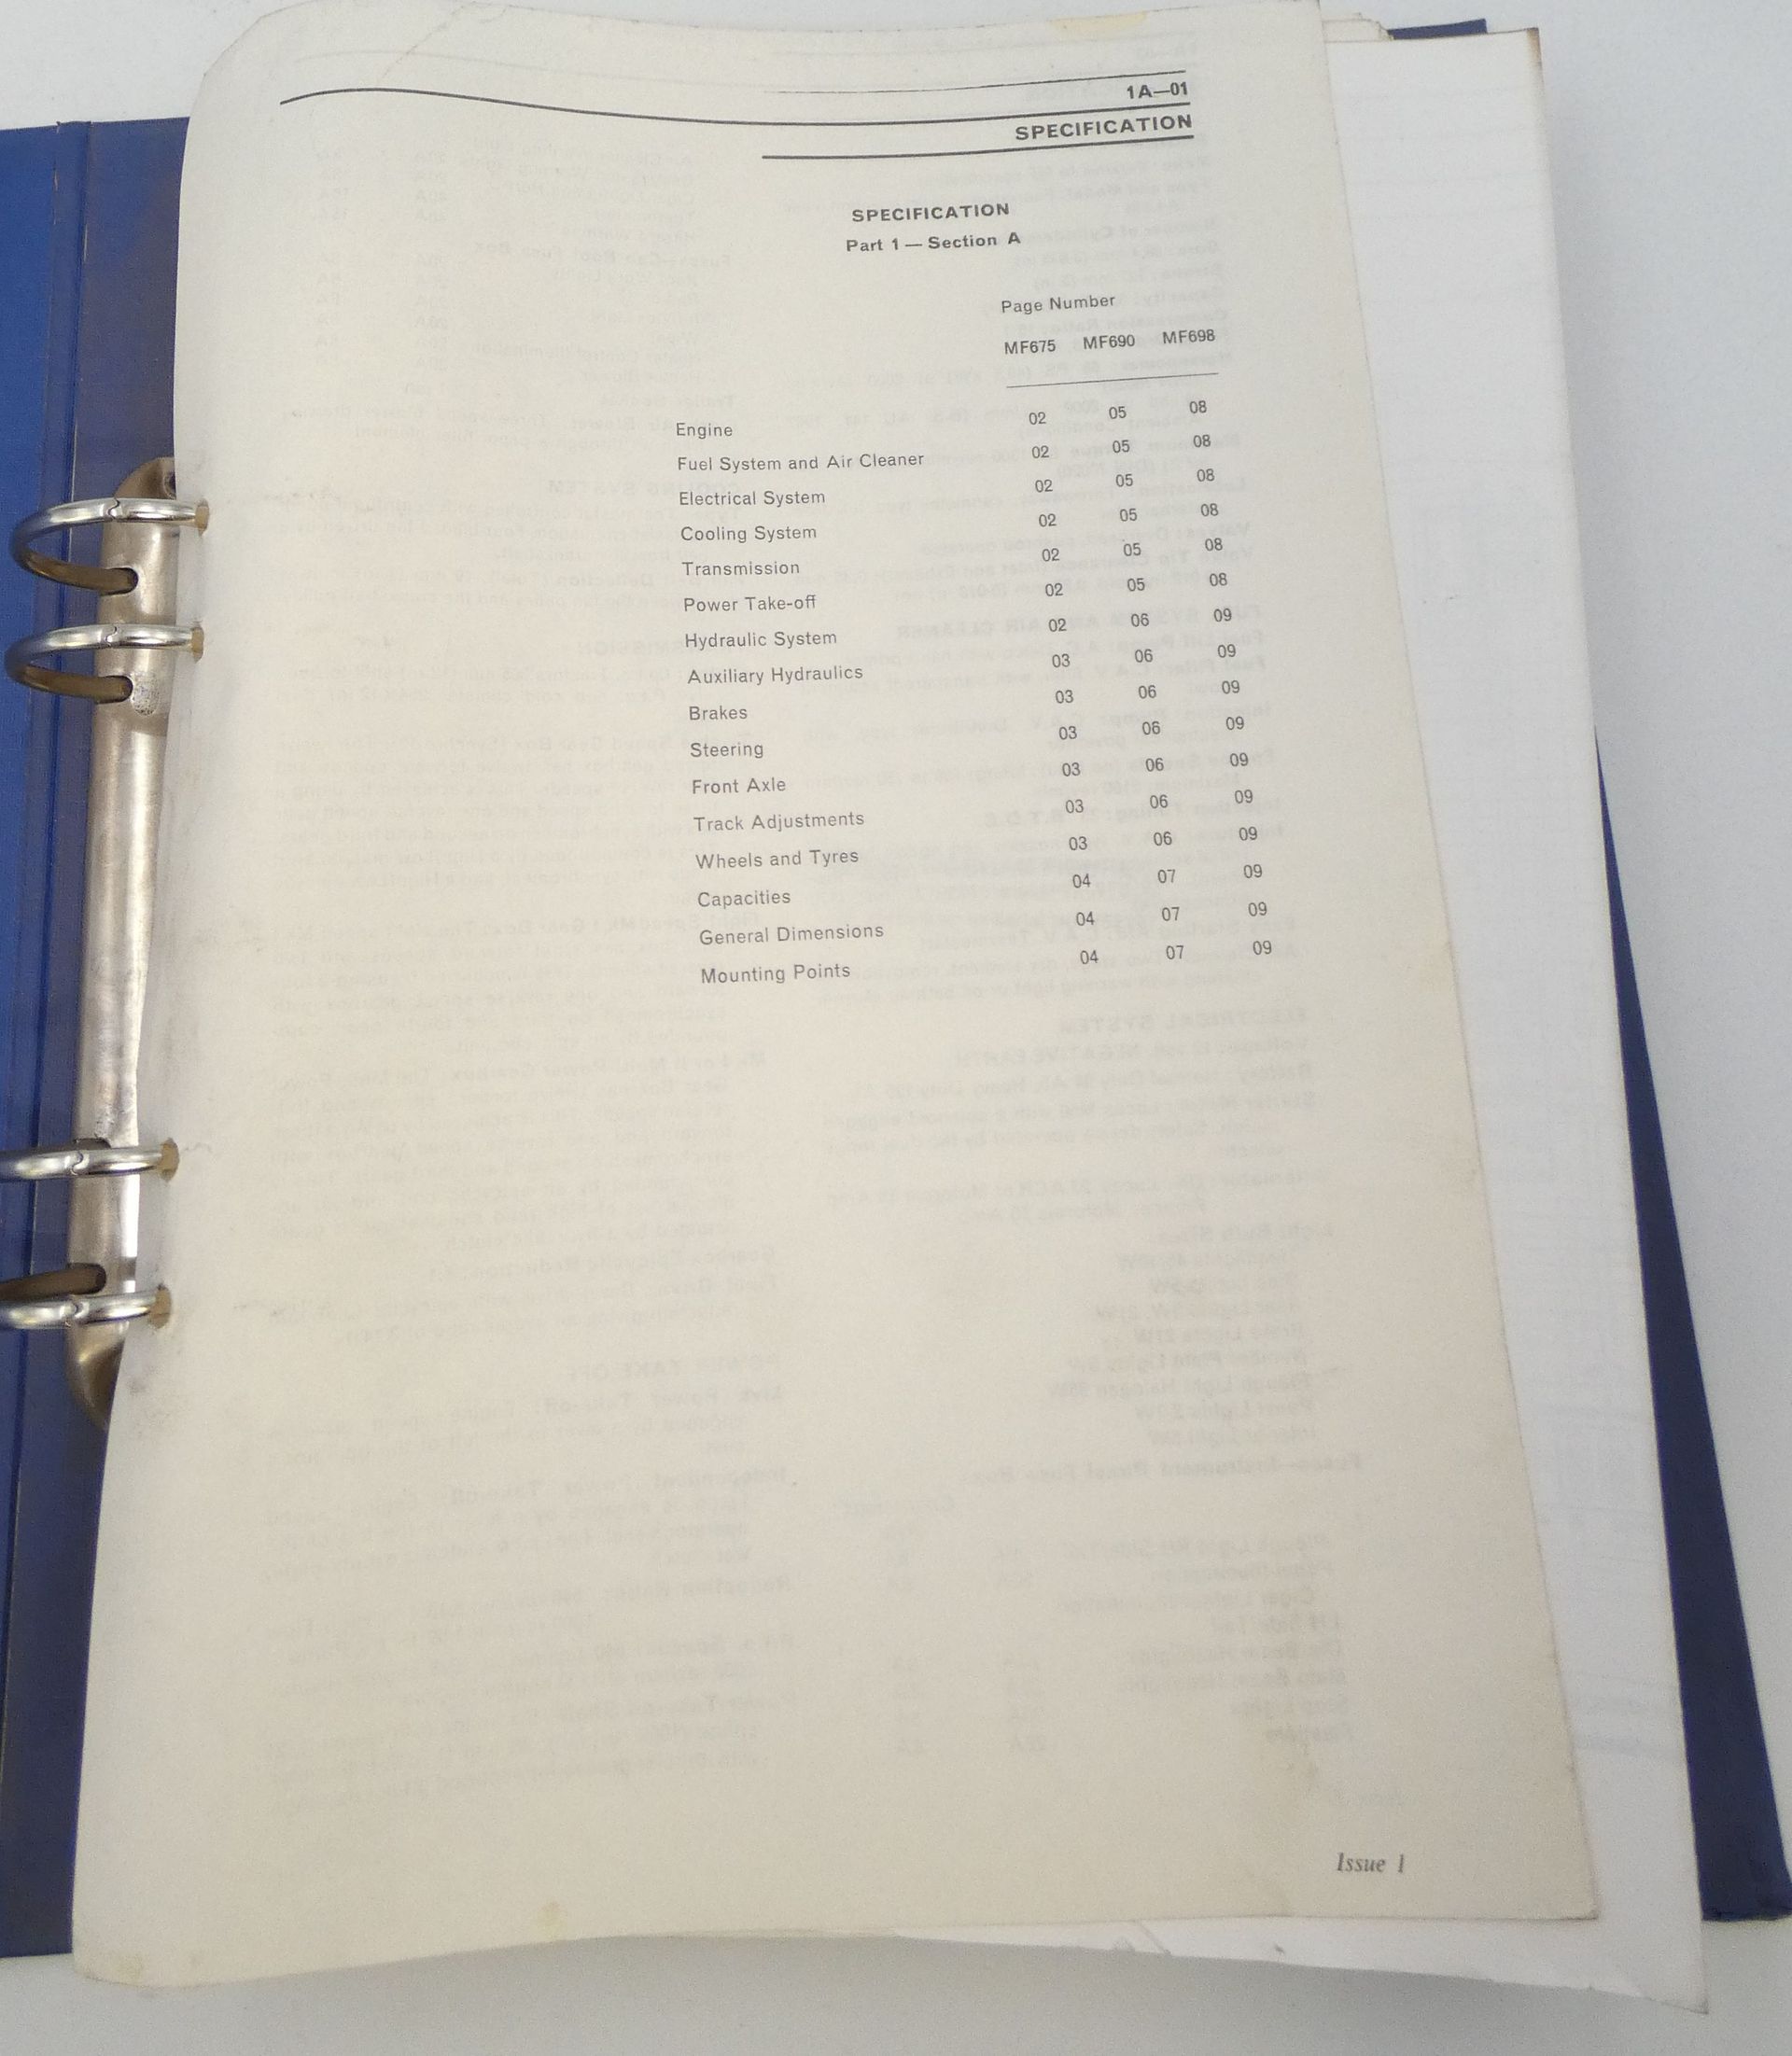 1A—01
SPECIFICATION
SPECIFICATION
Part 1 — Section A
Page Number
MF675 MF690 MF698
Engine 02 05 08
Fuel System and Air Cleaner 02 05 08
Electrical System 02 05 08
Cooling System 02 05 08
Transmission 02 05 08
Power Take-off 02 05 08
Hydraulic System 02 06 09
Auxiliary Hydraulics 03 06 09
Brakes 03 06 09
Steering 03 06 09
Front Axle 03 06 09
Track Adjustments 03 06 09
Wheels and Tyres 03 06 09
Capacities 04 07 09
General Dimensions 04 07 09
Mounting Points 04 07 09
Issue 1